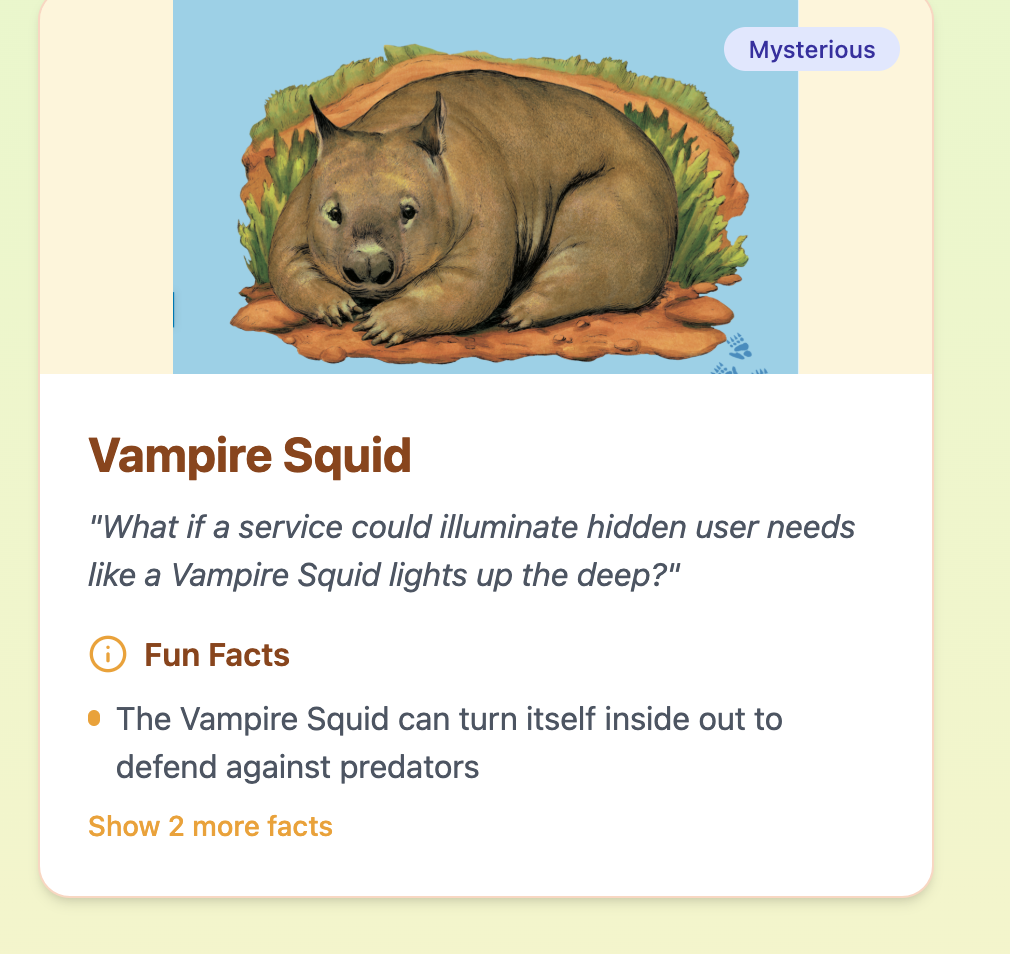 Mysterious
Vampire Squid
"What if a service could illuminate hidden user needs
like a Vampire Squid lights up the deep?"
Fun Facts
The Vampire Squid can turn itself inside out to
defend against predators
Show 2 more facts